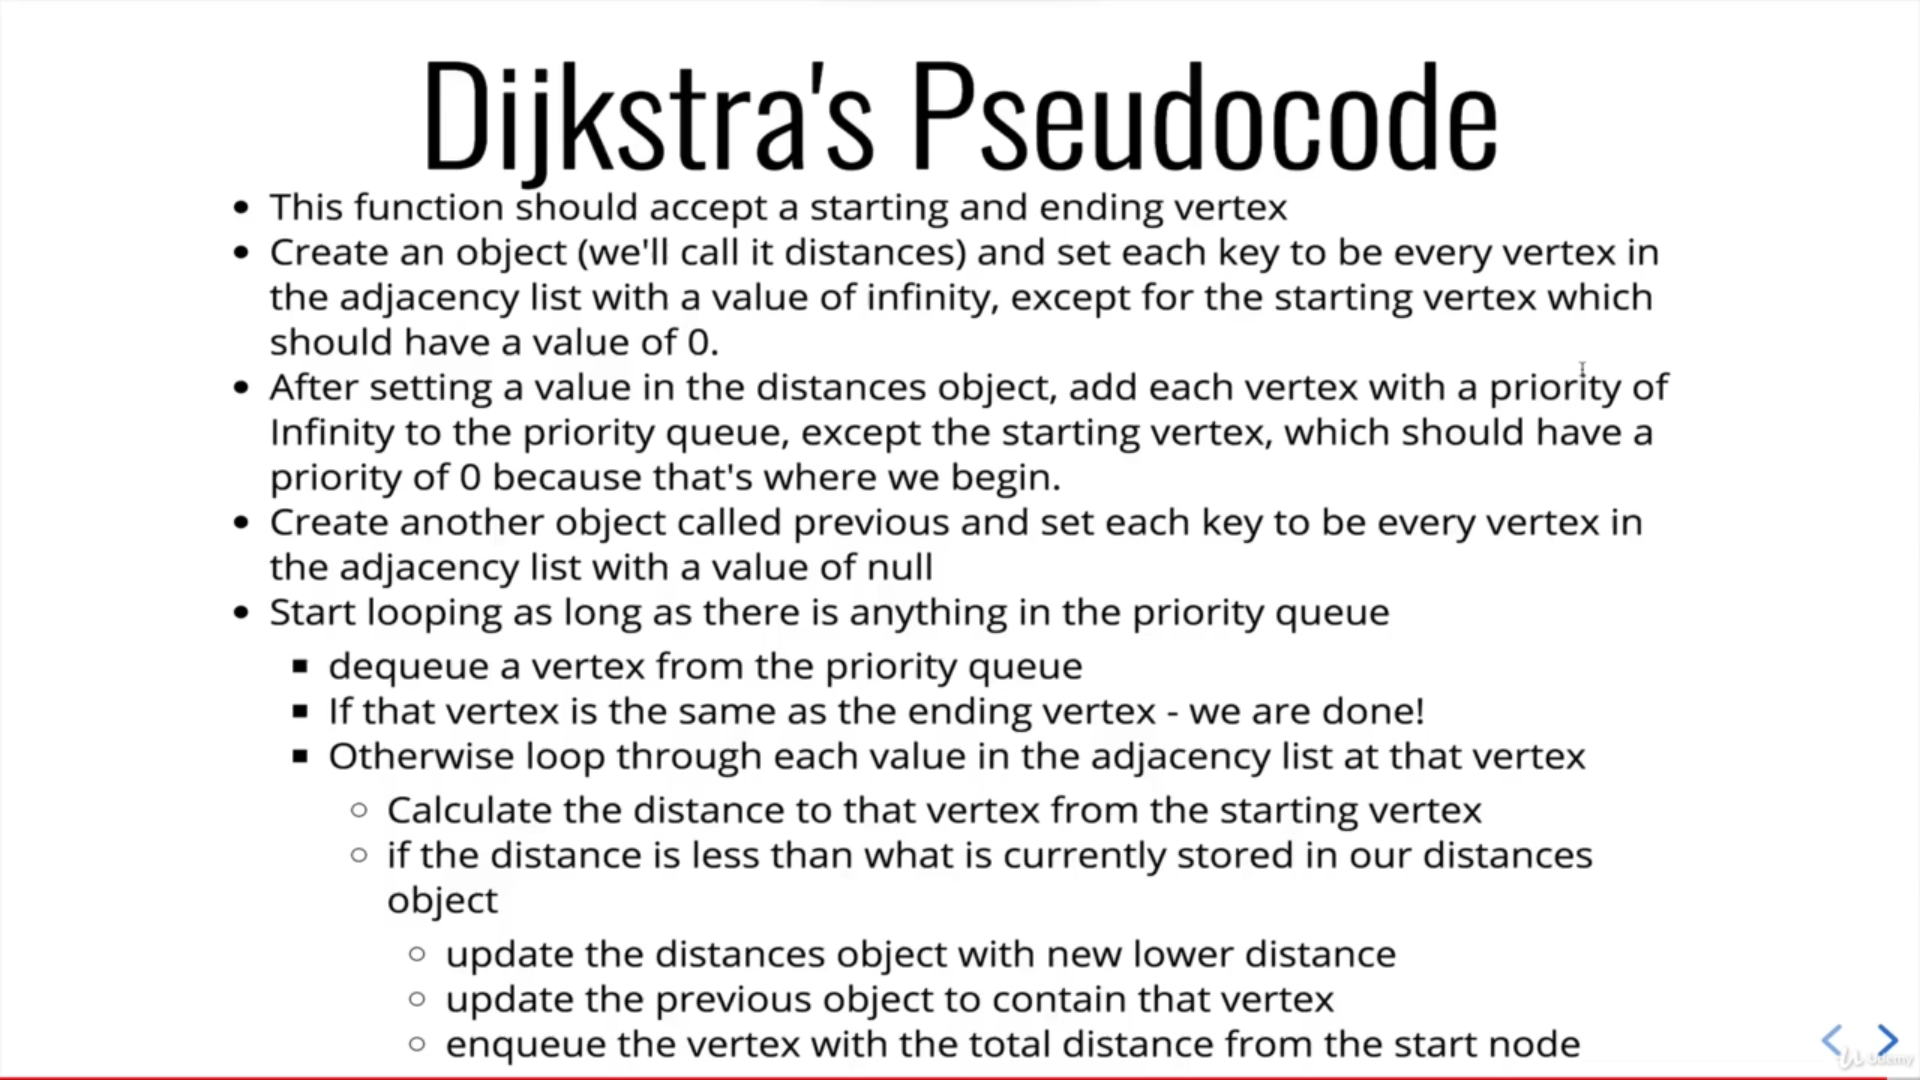 Dijkstra's Pseudocode
This function should accept a starting and ending vertex
Create an object (we'll call it distances) and set each key to be every vertex in
the adjacency list with a value of infinity, except for the starting vertex which
should have a value of 0.
After setting a value in the distances object, add each vertex with a priority of
Infinity to the priority queue, except the starting vertex, which should have a
priority of 0 because that's where we begin.
Create another object called previous and set each key to be every vertex in
the adjacency list with a value of null
Start looping as long as there is anything in the priority queue
dequeue a vertex from the priority queue
If that vertex is the same as the ending vertex - we are done!
Otherwise loop through each value in the adjacency list at that vertex
Calculate the distance to that vertex from the starting vertex
if the distance is less than what is currently stored in our distances
object
update the distances object with new lower distance
update the previous object to contain that vertex
enqueue the vertex with the total distance from the start node
Udemy